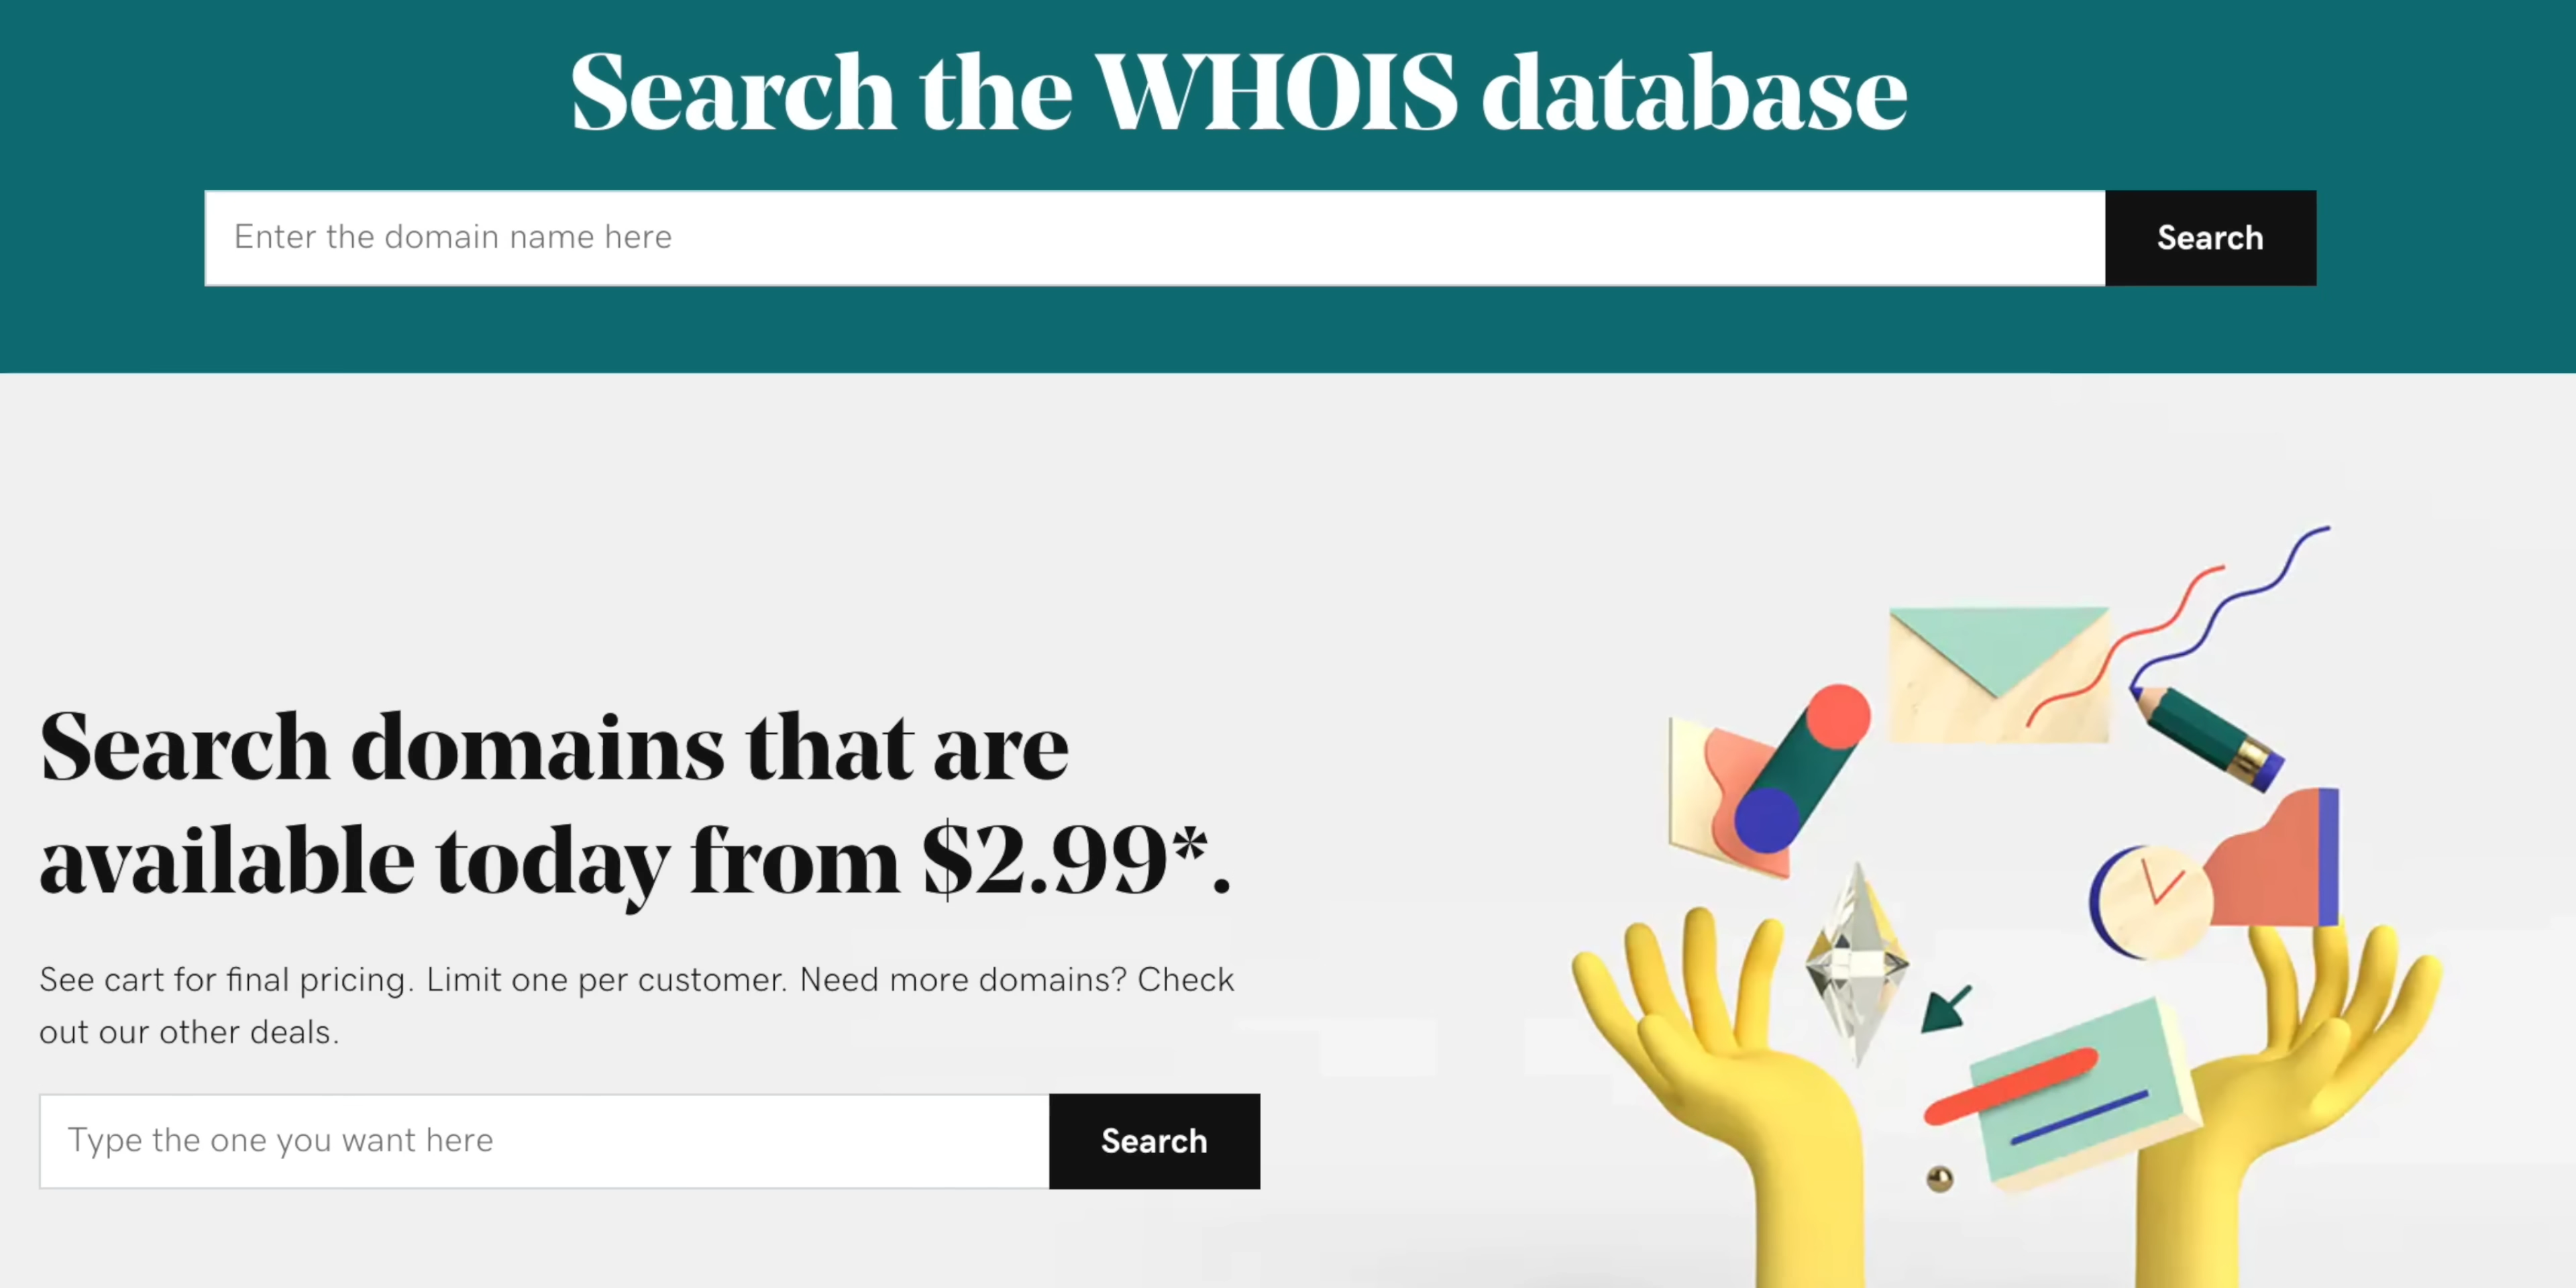 Search the WHOIS database
Enter the domain name here
Search
Search domains that are
available today from $2.99*.
See cart for final pricing. Limit one per customer. Need more domains? Check
out our other deals.
Type the one you want here
Search